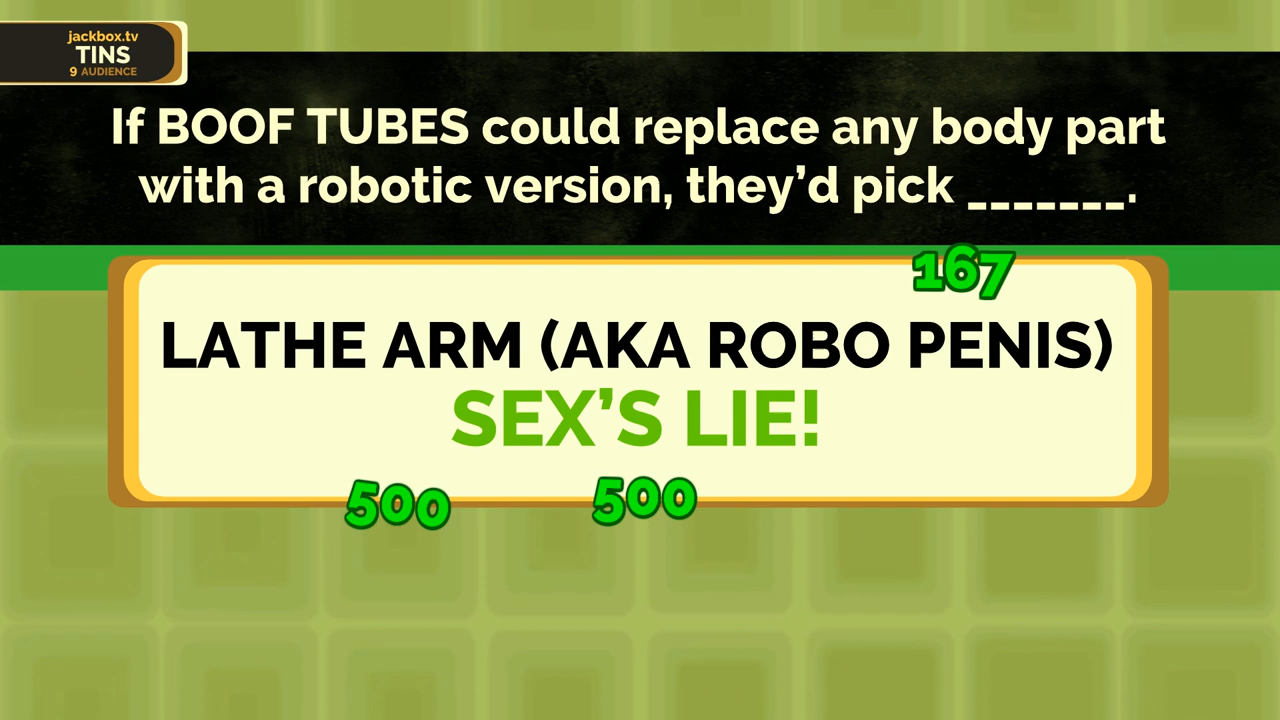 jackbox.tv
TINS
9 AUDIENCE
If BOOF TUBES could replace any body part
with a robotic version, they’d pick _______.
167
LATHE ARM (AKA ROBO PENIS)
SEX’S LIE!
500 500